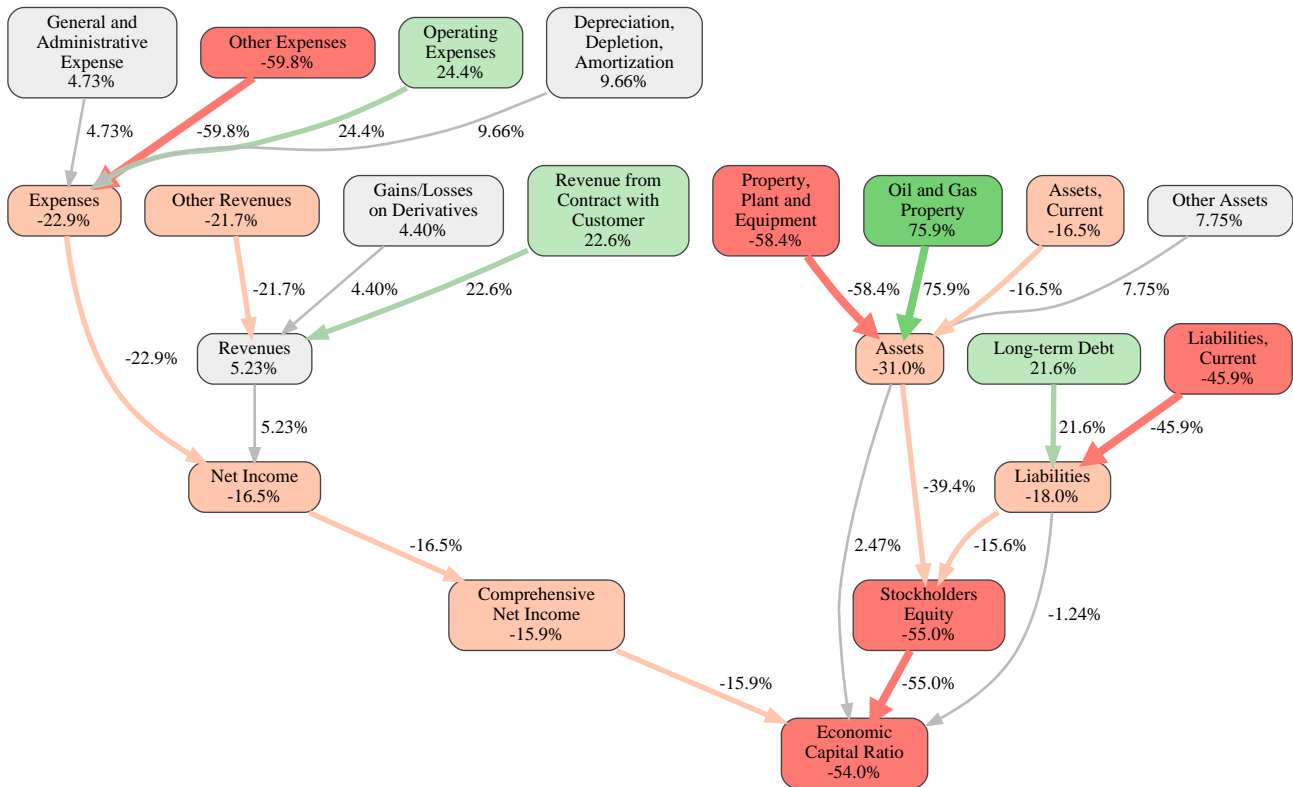 General and
Administrative
Expense
4.73%
Other Expenses
-59.8%
Operating
Expenses
24.4%
Depreciation,
Depletion,
Amortization
9.66%
4.73%
-59.8%
24.4%
9.66%
Expenses
-22.9%
Other Revenues
-21.7%
Gains/Losses
on Derivatives
4.40%
Revenue from
Contract with
Customer
22.6%
Property,
Plant and
Equipment
-58.4%
Oil and Gas
Property
75.9%
Assets,
Current
-16.5%
Other Assets
7.75%
-21.7%
4.40%
22.6%
-58.4%
75.9%
-16.5%
7.75%
-22.9%
Revenues
5.23%
Assets
-31.0%
Long-term Debt
21.6%
Liabilities,
Current
-45.9%
5.23%
21.6%
-45.9%
Net Income
-16.5%
-39.4%
Liabilities
-18.0%
-16.5%
2.47%
-15.6%
Comprehensive
Net Income
-15.9%
Stockholders
Equity
-55.0%
-1.24%
-15.9%
-55.0%
Economic
Capital Ratio
-54.0%